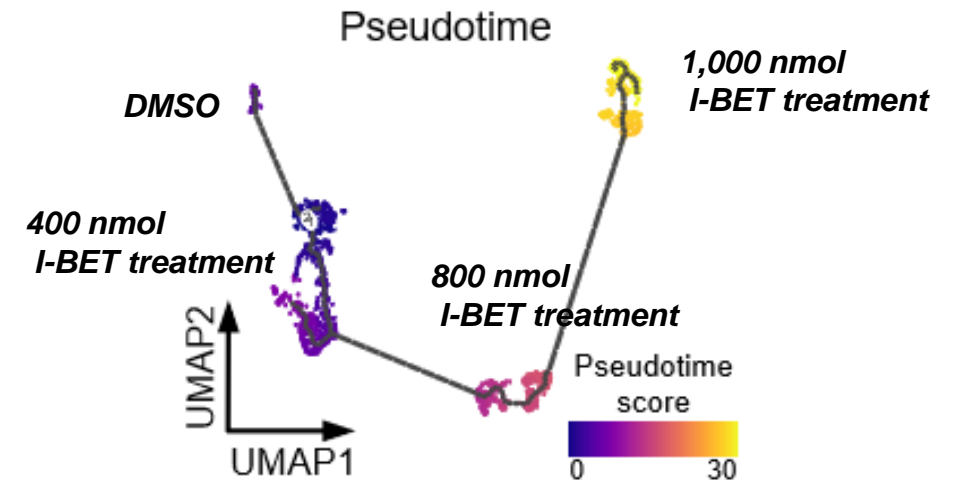 Pseudotime
DMSO
1,000 nmol
I-BET treatment
400 nmol
I-BET treatment
800 nmol
I-BET treatment
UMAP2
UMAP1
Pseudotime
score
0
30